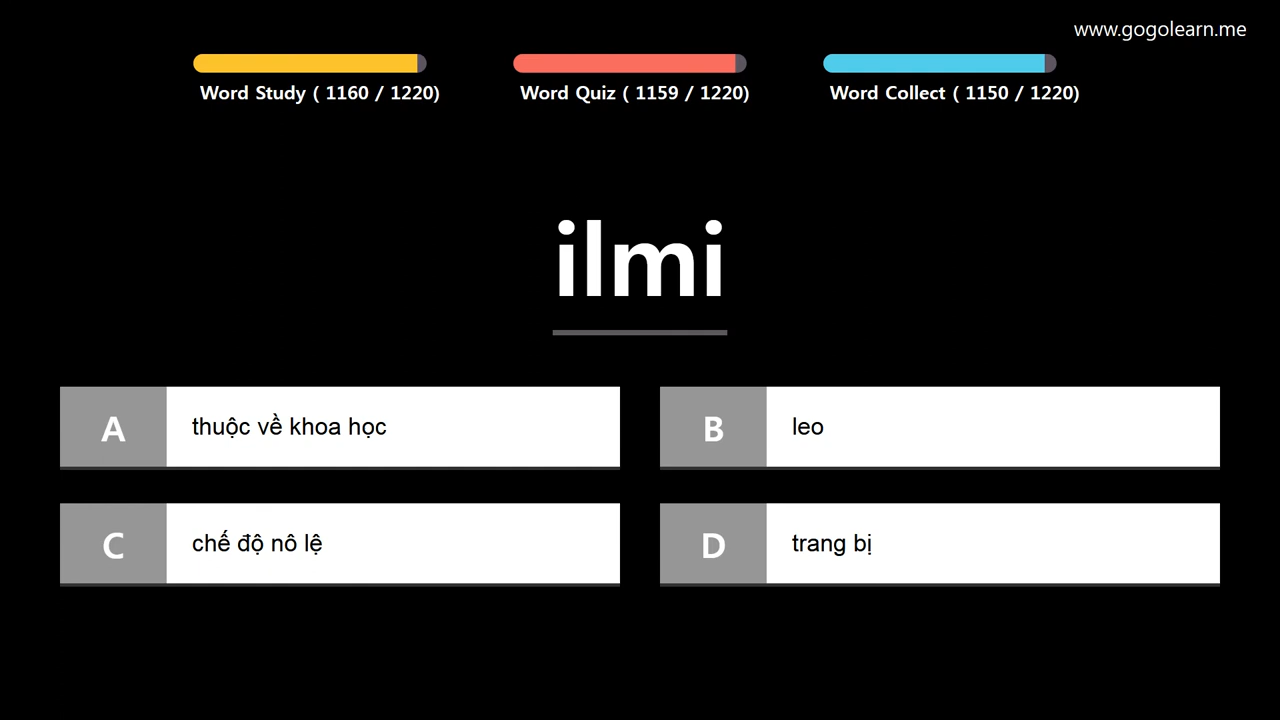 www.gogolearn.me
Word Study ( 1160 / 1220)
Word Quiz ( 1159 / 1220)
Word Collect ( 1150 / 1220)
ilmi
A
thuộc về khoa học
B
leo
C
chế độ nô lệ
D
trang bị